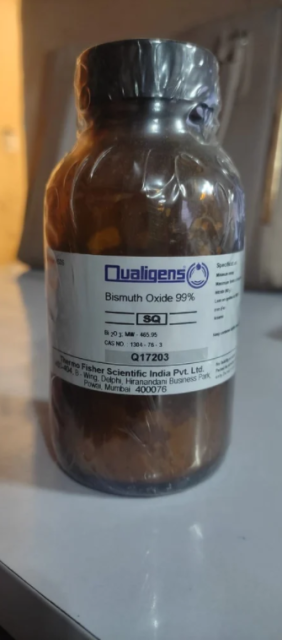 Qualigens
Bismuth Oxide 99%
SQ
Bi2O3; MW - 465.95
CAS NO : 1304 - 76 - 3
Q17203
Fisher Scientific India Pvt. Ltd.
Wing, Delphi, Hiranandani Business Park,
Powai, Mumbai 400076